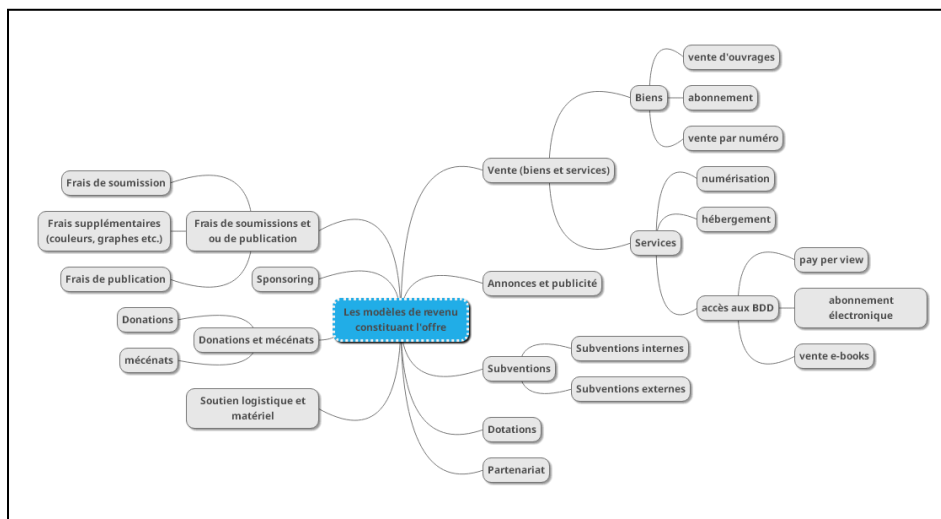 Les modèles de revenu
constituant l'offre
Vente (biens et services)
Biens
vente d'ouvrages
abonnement
vente par numéro
Services
numérisation
hébergement
accès aux BDD
pay per view
abonnement
électronique
vente e-books
Annonces et publicité
Subventions
Subventions internes
Subventions externes
Dotations
Partenariat
Frais de soumissions et
ou de publication
Frais de soumission
Frais supplémentaires
(couleurs, graphes etc.)
Frais de publication
Sponsoring
Donations et mécénats
Donations
mécénats
Soutien logistique et
matériel